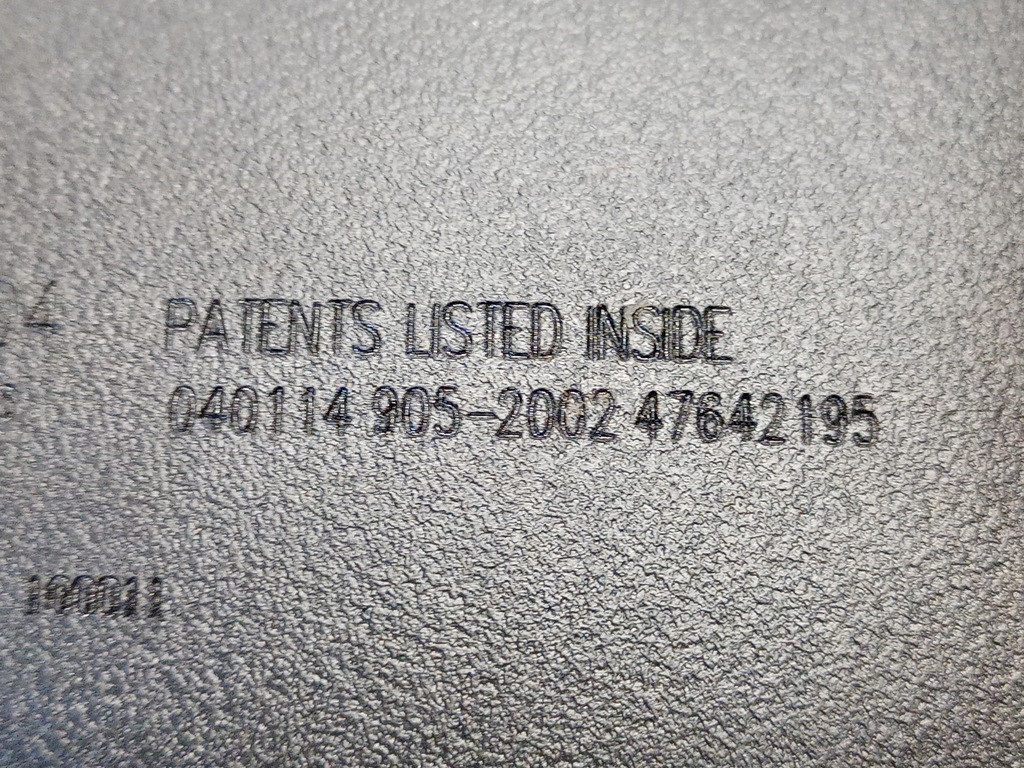 PATENTS LISTED INSIDE
040114 905-2002 47642195